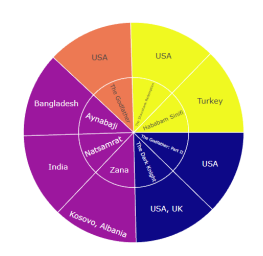 USA
USA
Turkey
USA
USA, UK
Kosovo, Albania
India
Bangladesh
The Godfather
The Shawshank Redemption
Hababam Sinifi
The Godfather: Part II
The Dark Knight
Zana
Natsamrat
Aynabaji